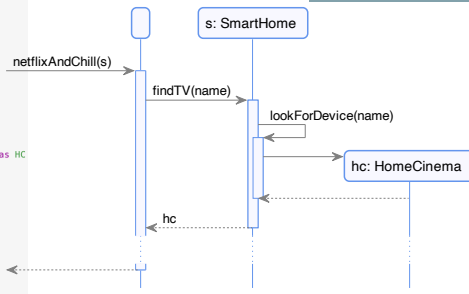 s: SmartHome
netflixAndChill(s)
findTV(name)
lookForDevice(name)
as HC
hc: HomeCinema
hc